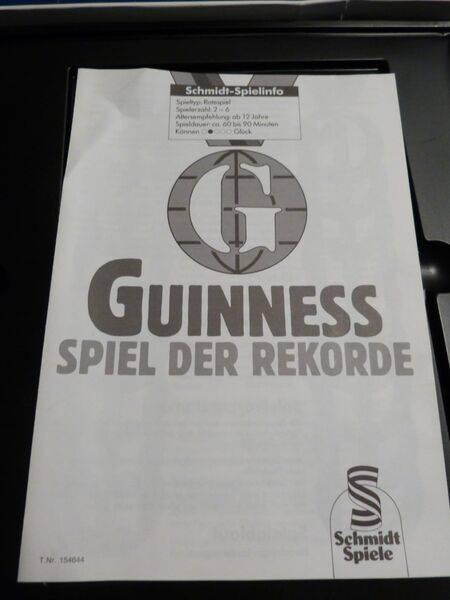 Schmidt-Spielinfo
Spieltyp: Ratespiel
Spielerzahl: 2 – 6
Altersempfehlung: ab 12 Jahre
Spieldauer: ca. 60 bis 90 Minuten
Können ○●○○○ Glück
G
GUINNESS
SPIEL DER REKORDE
Schmidt
Spiele
T.Nr. 154644